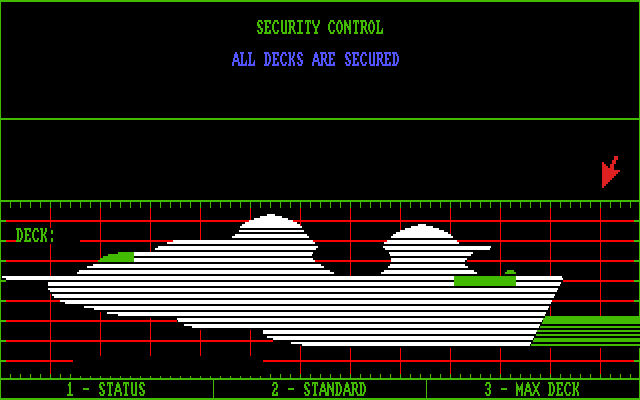 SECURITY CONTROL
ALL DECKS ARE SECURED
DECK:
1 - STATUS 2 - STANDARD 3 - MAX DECK